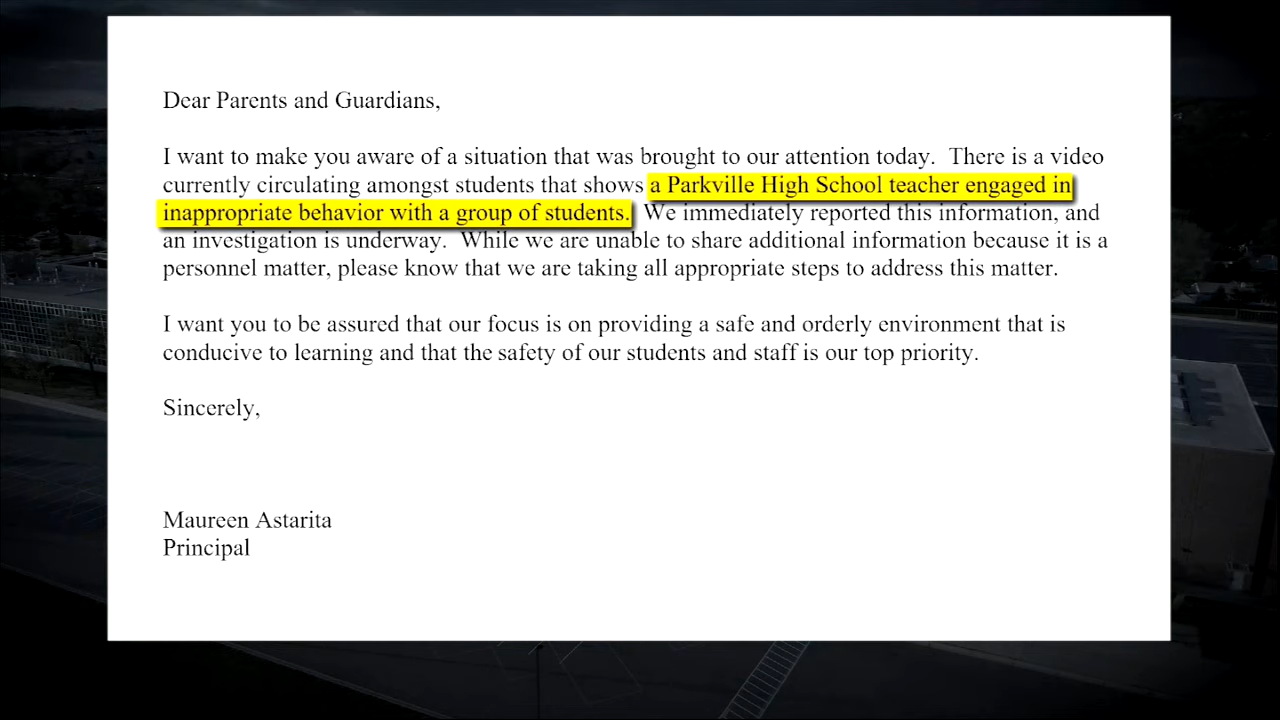 Dear Parents and Guardians,
I want to make you aware of a situation that was brought to our attention today.  There is a video
currently circulating amongst students that shows a Parkville High School teacher engaged in
inappropriate behavior with a group of students.  We immediately reported this information, and
an investigation is underway.  While we are unable to share additional information because it is a
personnel matter, please know that we are taking all appropriate steps to address this matter.
I want you to be assured that our focus is on providing a safe and orderly environment that is
conducive to learning and that the safety of our students and staff is our top priority.
Sincerely,
Maureen Astarita
Principal